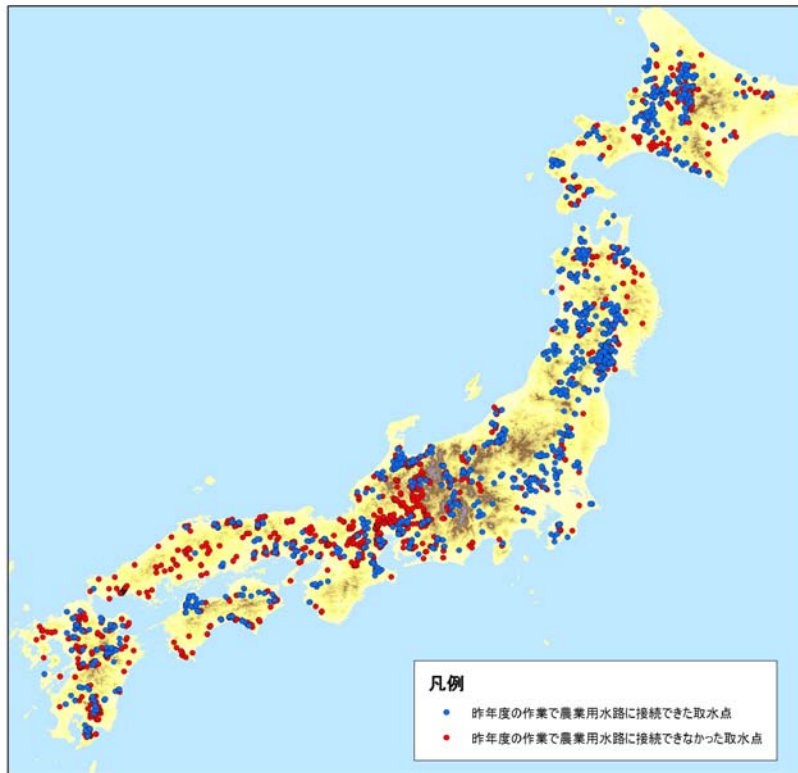 凡例
昨年度の作業で農業用水路に接続できた取水点
昨年度の作業で農業用水路に接続できなかった取水点